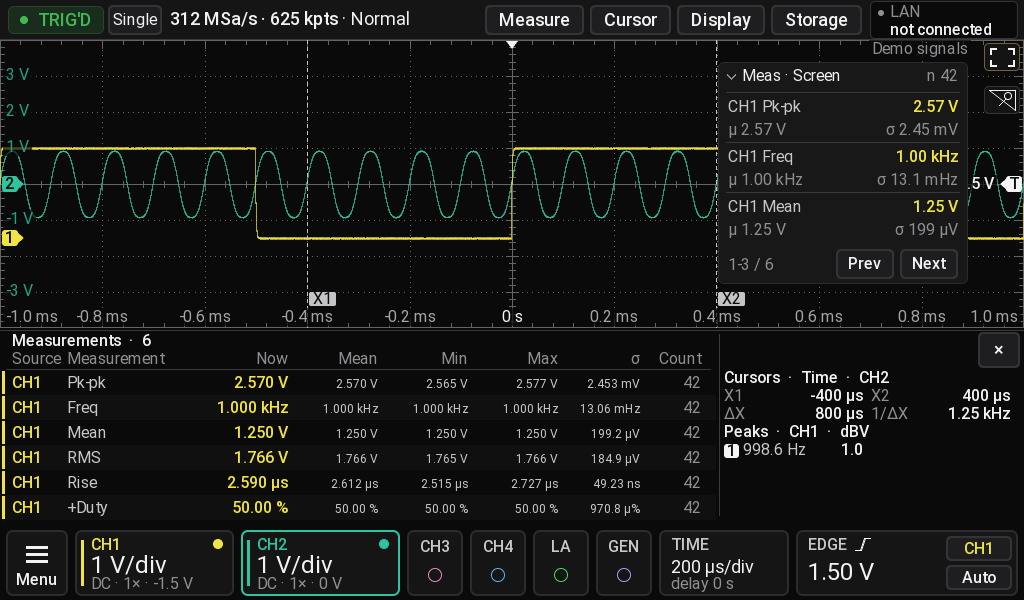 TRIG'D Single 312 MSa/s · 625 kpts · Normal Measure Cursor Display Storage LAN
not connected
Demo signals
3 V
2 V
1 V
-1 V
-3 V
2
1
Meas · Screen n 42
CH1 Pk-pk 2.57 V
µ 2.57 V σ 2.45 mV
CH1 Freq 1.00 kHz
µ 1.00 kHz σ 13.1 mHz
CH1 Mean 1.25 V
µ 1.25 V σ 199 µV
1-3 / 6 Prev Next
.5 V T
X1 X2
-1.0 ms -0.8 ms -0.6 ms -0.4 ms -0.2 ms 0 s 0.2 ms 0.4 ms 0.6 ms 0.8 ms 1.0 ms
Measurements · 6 ×
Source Measurement Now Mean Min Max σ Count
CH1 Pk-pk 2.570 V 2.570 V 2.565 V 2.577 V 2.453 mV 42
CH1 Freq 1.000 kHz 1.000 kHz 1.000 kHz 1.000 kHz 13.06 mHz 42
CH1 Mean 1.250 V 1.250 V 1.250 V 1.250 V 199.2 µV 42
CH1 RMS 1.766 V 1.766 V 1.765 V 1.766 V 184.9 µV 42
CH1 Rise 2.590 µs 2.612 µs 2.515 µs 2.727 µs 49.23 ns 42
CH1 +Duty 50.00 % 50.00 % 50.00 % 50.00 % 970.8 µ% 42
Cursors · Time · CH2
X1 -400 µs X2 400 µs
ΔX 800 µs 1/ΔX 1.25 kHz
Peaks · CH1 · dBV
1 998.6 Hz 1.0
Menu
CH1
1 V/div
DC · 1× · -1.5 V
CH2
1 V/div
DC · 1× · 0 V
CH3
CH4
LA
GEN
TIME
200 µs/div
delay 0 s
EDGE
1.50 V
CH1
Auto